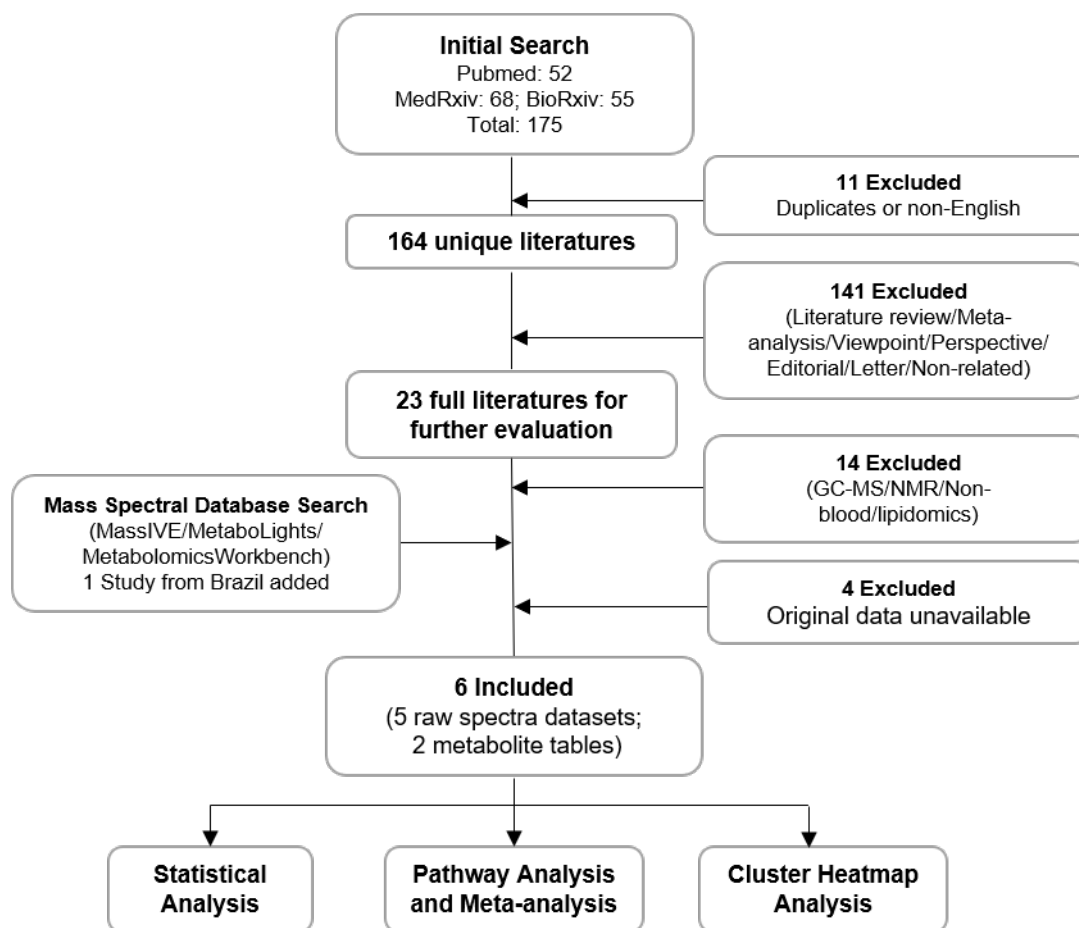 Initial Search
Pubmed: 52
MedRxiv: 68; BioRxiv: 55
Total: 175
11 Excluded
Duplicates or non-English
164 unique literatures
141 Excluded
(Literature review/Meta-
analysis/Viewpoint/Perspective/
Editorial/Letter/Non-related)
23 full literatures for
further evaluation
14 Excluded
(GC-MS/NMR/Non-
blood/lipidomics)
Mass Spectral Database Search
(MassIVE/MetaboLights/
MetabolomicsWorkbench)
1 Study from Brazil added
4 Excluded
Original data unavailable
6 Included
(5 raw spectra datasets;
2 metabolite tables)
Statistical
Analysis
Pathway Analysis
and Meta-analysis
Cluster Heatmap
Analysis